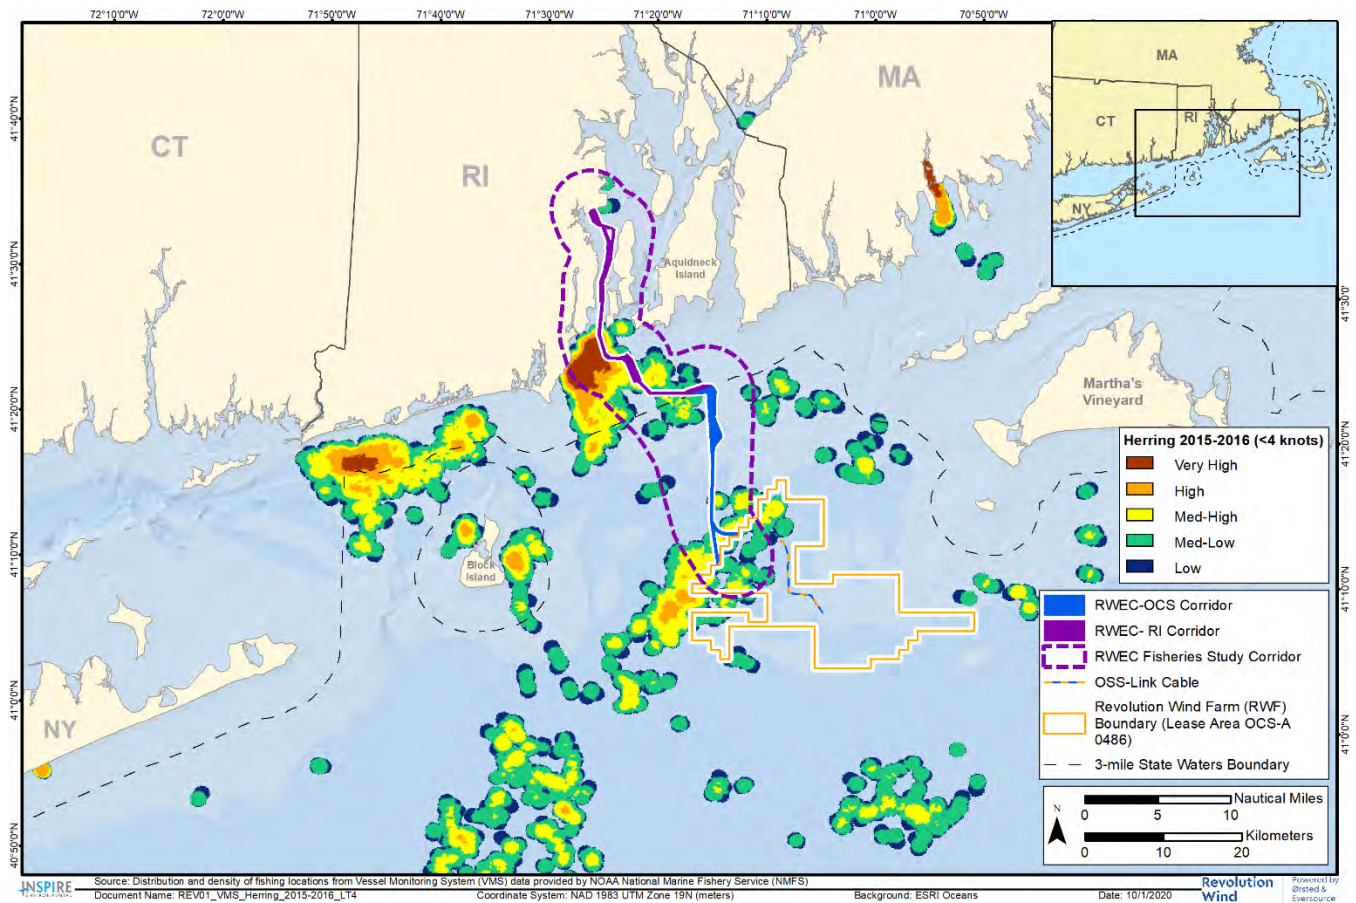 72°10'0"W
72°0'0"W
71°50'0"W
71°40'0"W
71°30'0"W
71°20'0"W
71°10'0"W
71°0'0"W
70°50'0"W
41°40'0"N
41°30'0"N
41°20'0"N
41°10'0"N
41°0'0"N
40°50'0"N
CT
RI
MA
NY
Aquidneck
Island
Martha's
Vineyard
Block
Island
MA
CT
RI
NY
41°30'0"
41°20'0"N
41°10'0"N
41°0'0"N
Herring 2015-2016 (<4 knots)
Very High
High
Med-High
Med-Low
Low
RWEC-OCS Corridor
RWEC- RI Corridor
RWEC Fisheries Study Corridor
OSS-Link Cable
Revolution Wind Farm (RWF)
Boundary (Lease Area OCS-A
0486)
3-mile State Waters Boundary
N
Nautical Miles
0 5 10
Kilometers
0 10 20
INSPIRE
ENVIRONMENTAL
Source: Distribution and density of fishing locations from Vessel Monitoring System (VMS) data provided by NOAA National Marine Fishery Service (NMFS)
Document Name: REV01_VMS_Herring_2015-2016_LT4
Coordinate System: NAD 1983 UTM Zone 19N (meters)
Background: ESRI Oceans
Date: 10/1/2020
Revolution
Wind
Powered by
Ørsted &
Eversource